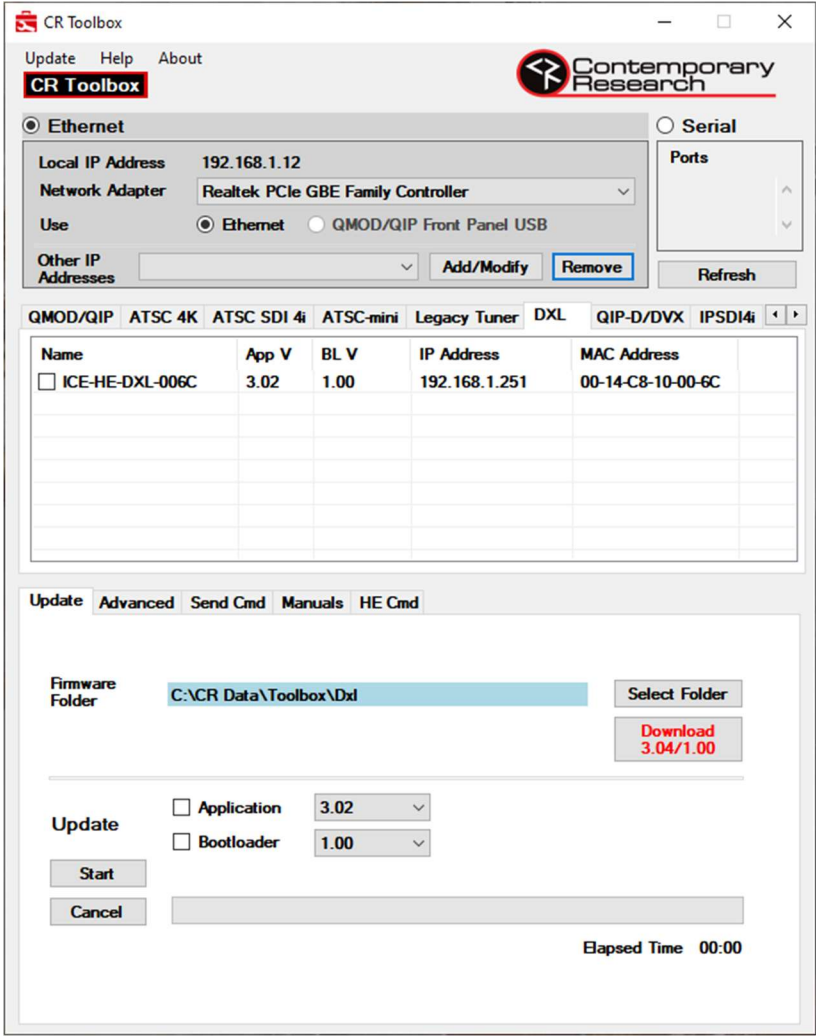 CR Toolbox
Update Help About
CR Toolbox
Contemporary
Research
Ethernet
Serial
Local IP Address 192.168.1.12
Ports
Network Adapter Realtek PCIe GBE Family Controller
Use Ethernet QMOD/QIP Front Panel USB
Other IP
Addresses
Add/Modify Remove
Refresh
QMOD/QIP ATSC 4K ATSC SDI 4i ATSC-mini Legacy Tuner DXL QIP-D/DVX IPSDI4i
Name App V BL V IP Address MAC Address
ICE-HE-DXL-006C 3.02 1.00 192.168.1.251 00-14-C8-10-00-6C
Update Advanced Send Cmd Manuals HE Cmd
Firmware
Folder
C:\CR Data\Toolbox\Dxl
Select Folder
Download
3.04/1.00
Update
Application 3.02
Bootloader 1.00
Start
Cancel
Elapsed Time 00:00